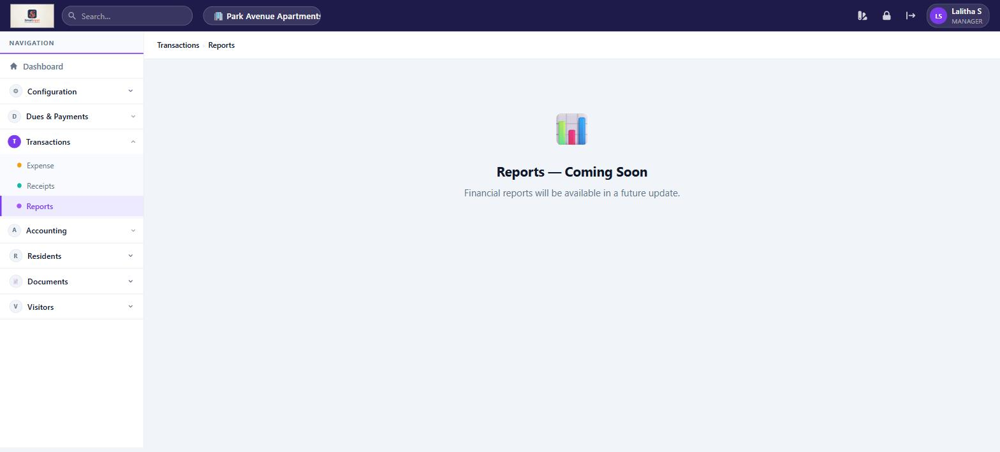 Search...
Park Avenue Apartments
LS
Lalitha S
MANAGER
NAVIGATION
Dashboard
Configuration
D Dues & Payments
T Transactions
Expense
Receipts
Reports
A Accounting
R Residents
Documents
V Visitors
Transactions › Reports
Reports — Coming Soon
Financial reports will be available in a future update.